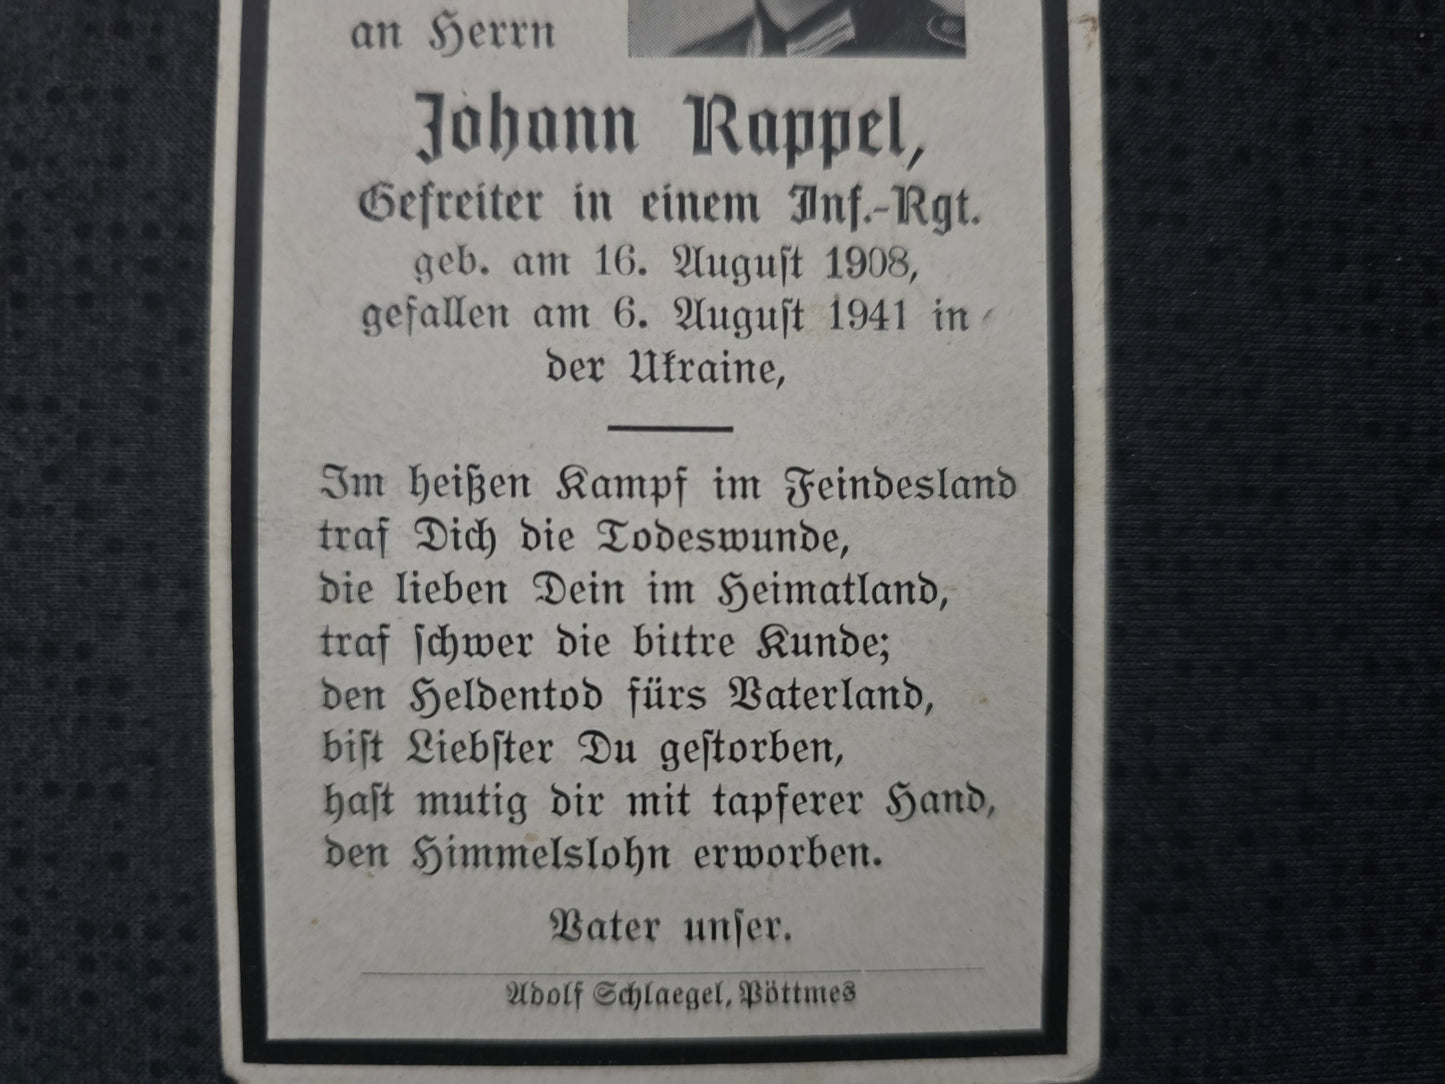 an Herrn
Johann Rappel,
Gefreiter in einem Inf.-Rgt.
geb. am 16. Auguſt 1908,
gefallen am 6. Auguſt 1941 in
der Ukraine,
Im heißen Kampf im Feindesland
traf Dich die Todeswunde,
die lieben Dein im Heimatland,
traf ſchwer die bittre Kunde;
den Heldentod fürs Vaterland,
biſt Liebſter Du geſtorben,
haſt mutig dir mit tapferer Hand,
den Himmelslohn erworben.
Vater unſer.
Adolf Schlaegel, Pöttmes